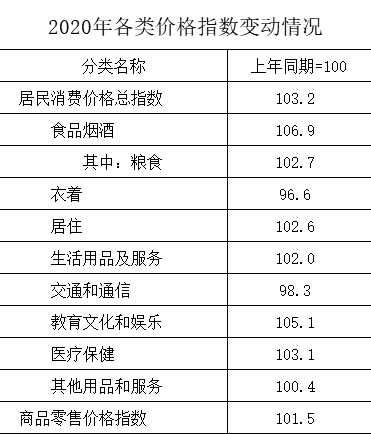 2020年各类价格指数变动情况
分类名称 上年同期=100
居民消费价格总指数 103.2
食品烟酒 106.9
其中：粮食 102.7
衣着 96.6
居住 102.6
生活用品及服务 102.0
交通和通信 98.3
教育文化和娱乐 105.1
医疗保健 103.1
其他用品和服务 100.4
商品零售价格指数 101.5